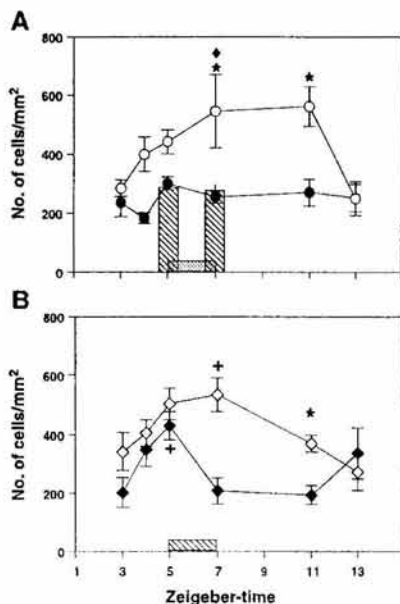 A
800
600
400
200
0
No. of cells/mm²
B
800
600
400
200
0
No. of cells/mm²
1 3 5 7 9 11 13
Zeigeber-time